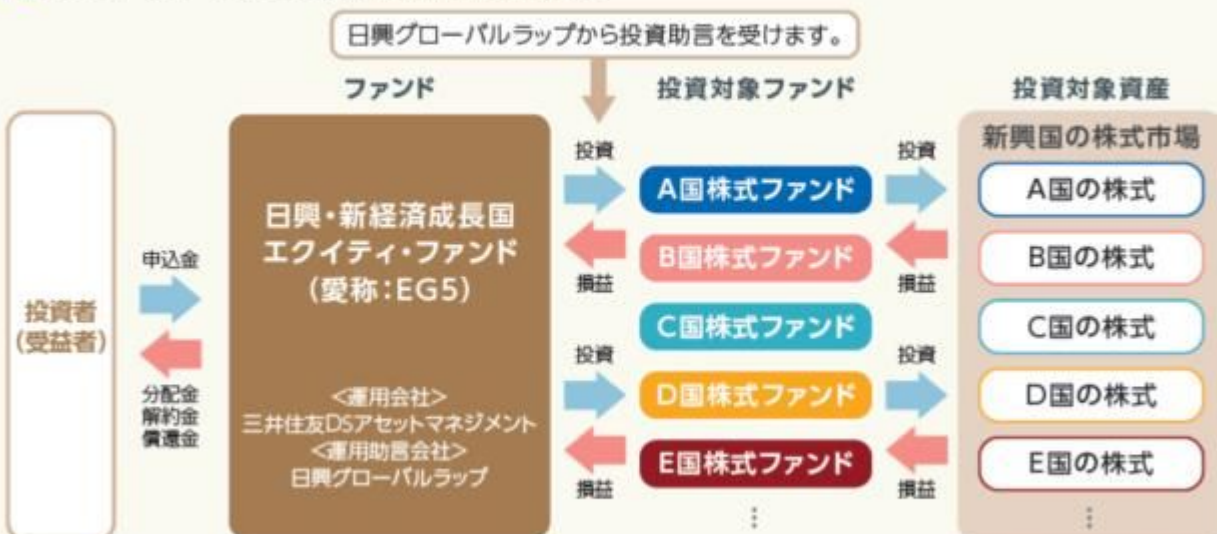 日興グローバルラップから投資助言を受けます。
ファンド
投資対象ファンド
投資対象資産
投資者
(受益者)
申込金
分配金
解約金
償還金
日興・新経済成長国
エクイティ・ファンド
(愛称:EG5)
<運用会社>
三井住友DSアセットマネジメント
<運用助言会社>
日興グローバルラップ
投資
損益
投資
損益
A国株式ファンド
B国株式ファンド
C国株式ファンド
D国株式ファンド
E国株式ファンド
⋮
投資
損益
投資
損益
新興国の株式市場
A国の株式
B国の株式
C国の株式
D国の株式
E国の株式
⋮